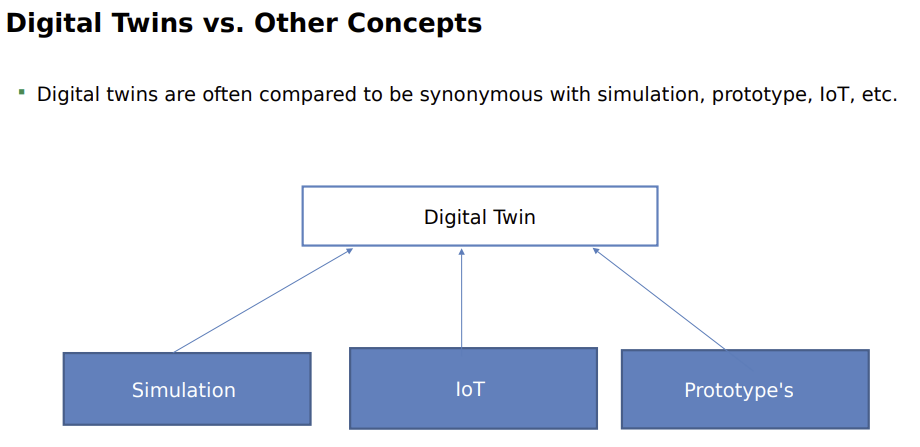 Digital Twins vs. Other Concepts
▪ Digital twins are often compared to be synonymous with simulation, prototype, IoT, etc.
Digital Twin
Simulation
IoT
Prototype's